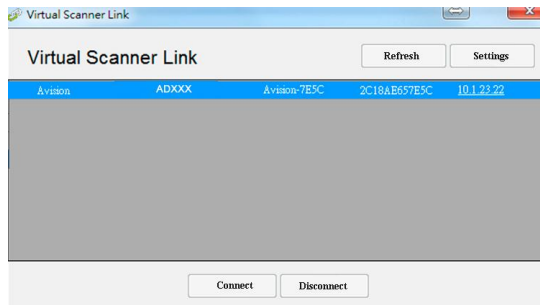 Virtual Scanner Link
Virtual Scanner Link Refresh Settings
Avision ADXXX Avision-7E5C 2C18AE657E5C 10.1.23.22
Connect Disconnect